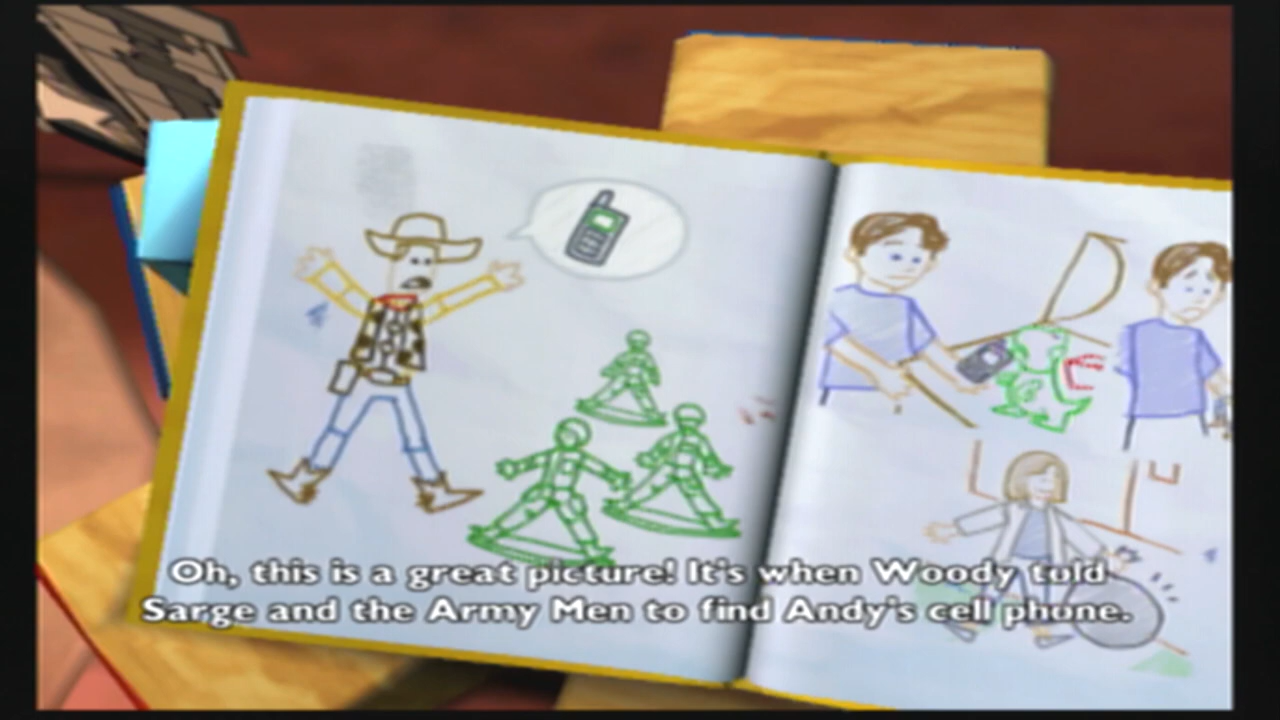 Oh, this is a great picture! It's when Woody told
Sarge and the Army Men to find Andy's cell phone.